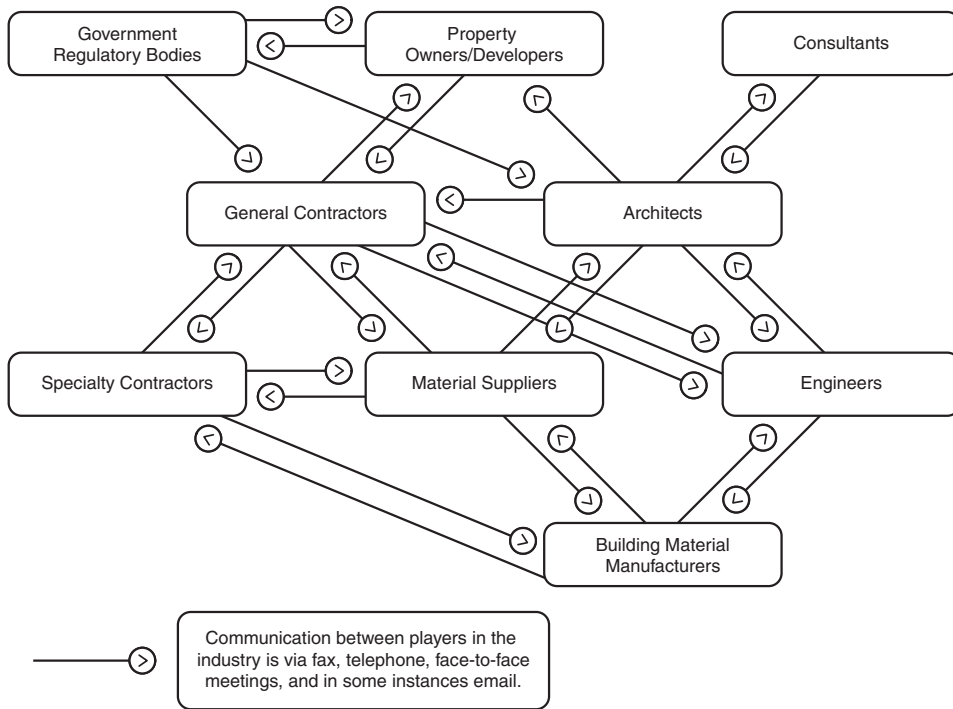 Government
Regulatory Bodies
Property
Owners/Developers
Consultants
General Contractors
Architects
Specialty Contractors
Material Suppliers
Engineers
Building Material
Manufacturers
Communication between players in the
industry is via fax, telephone, face-to-face
meetings, and in some instances email.